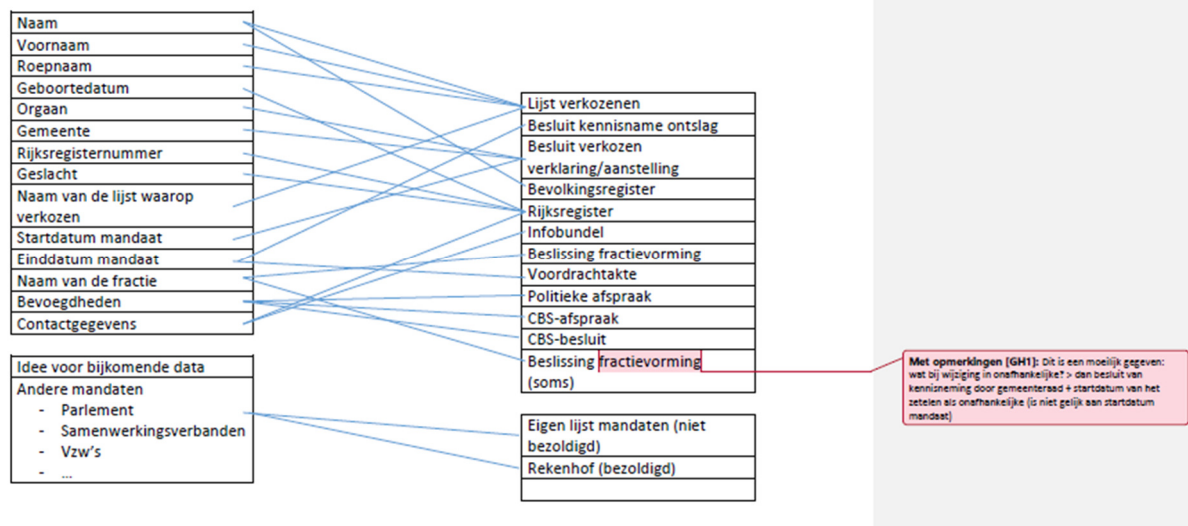 Naam
Voornaam
Roepnaam
Geboortedatum
Orgaan
Gemeente
Rijksregisternummer
Geslacht
Naam van de lijst waarop
verkozen
Startdatum mandaat
Einddatum mandaat
Naam van de fractie
Bevoegdheden
Contactgegevens
Idee voor bijkomende data
Andere mandaten
- Parlement
- Samenwerkingsverbanden
- Vzw's
- ...
Lijst verkozenen
Besluit kennisname ontslag
Besluit verkozen
verklaring/aanstelling
Bevolkingsregister
Rijksregister
Infobundel
Beslissing fractievorming
Voordrachtakte
Politieke afspraak
CBS-afspraak
CBS-besluit
Beslissing fractievorming
(soms)
Eigen lijst mandaten (niet
bezoldigd)
Rekenhof (bezoldigd)
Met opmerkingen [GH1]: Dit is een moeilijk gegeven:
wat bij wijziging in onafhankelijke? > dan besluit van
kennisneming door gemeenteraad + startdatum van het
zetelen als onafhankelijke (is niet gelijk aan startdatum
mandaat)